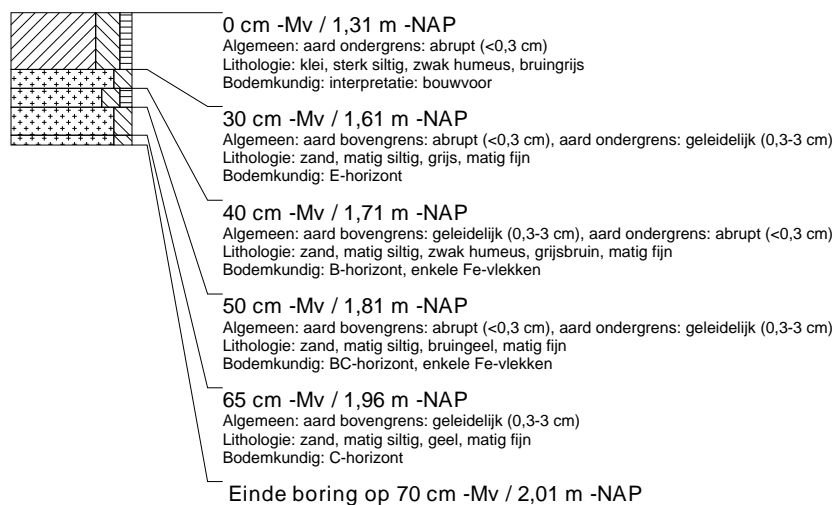 0 cm -Mv / 1,31 m -NAP
Algemeen: aard ondergrens: abrupt (<0,3 cm)
Lithologie: klei, sterk siltig, zwak humeus, bruingrijs
Bodemkundig: interpretatie: bouwvoor
30 cm -Mv / 1,61 m -NAP
Algemeen: aard bovengrens: abrupt (<0,3 cm), aard ondergrens: geleidelijk (0,3-3 cm)
Lithologie: zand, matig siltig, grijs, matig fijn
Bodemkundig: E-horizont
40 cm -Mv / 1,71 m -NAP
Algemeen: aard bovengrens: geleidelijk (0,3-3 cm), aard ondergrens: abrupt (<0,3 cm)
Lithologie: zand, matig siltig, zwak humeus, grijsbruin, matig fijn
Bodemkundig: B-horizont, enkele Fe-vlekken
50 cm -Mv / 1,81 m -NAP
Algemeen: aard bovengrens: abrupt (<0,3 cm), aard ondergrens: geleidelijk (0,3-3 cm)
Lithologie: zand, matig siltig, bruingeel, matig fijn
Bodemkundig: BC-horizont, enkele Fe-vlekken
65 cm -Mv / 1,96 m -NAP
Algemeen: aard bovengrens: geleidelijk (0,3-3 cm)
Lithologie: zand, matig siltig, geel, matig fijn
Bodemkundig: C-horizont
Einde boring op 70 cm -Mv / 2,01 m -NAP